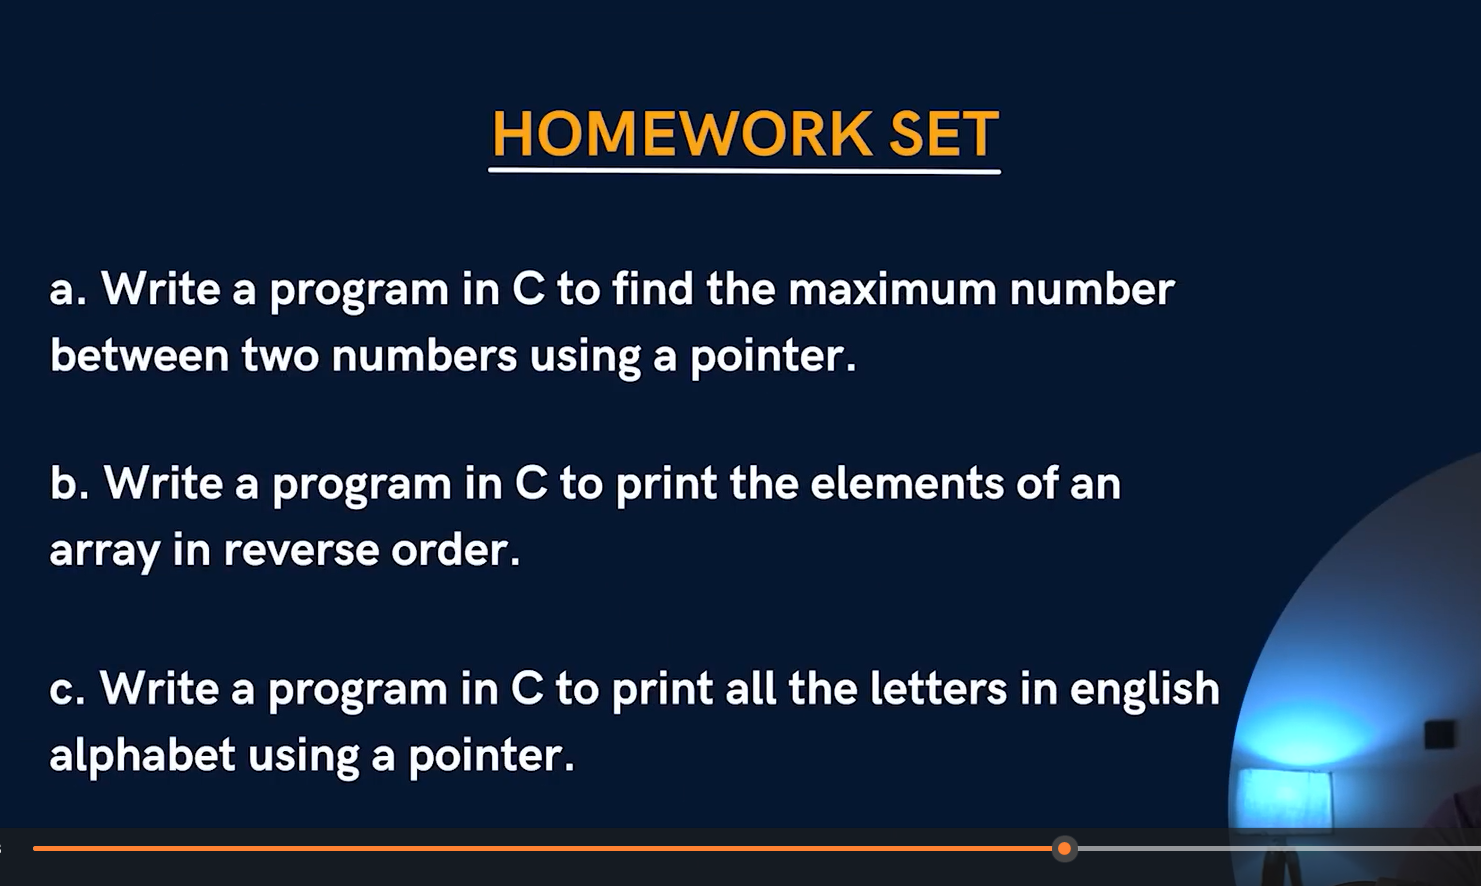 HOMEWORK SET
a. Write a program in C to find the maximum number
between two numbers using a pointer.
b. Write a program in C to print the elements of an
array in reverse order.
c. Write a program in C to print all the letters in english
alphabet using a pointer.